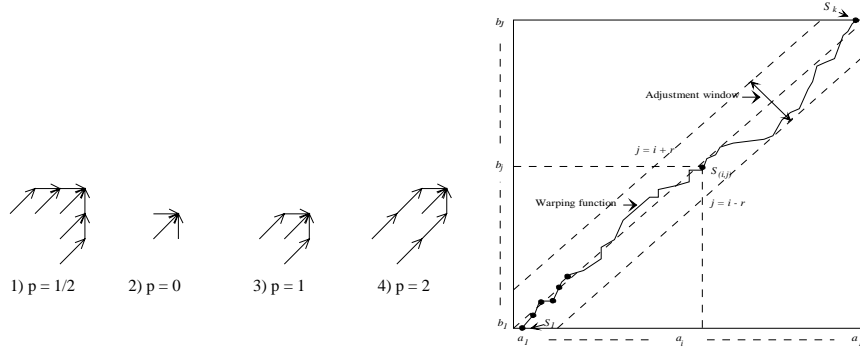 1) p = 1/2
2) p = 0
3) p = 1
4) p = 2
S k
b J
Adjustment window
j = i + r
b j
S (i,j)
Warping function
j = i - r
b 1
S 1
a 1
a i
a